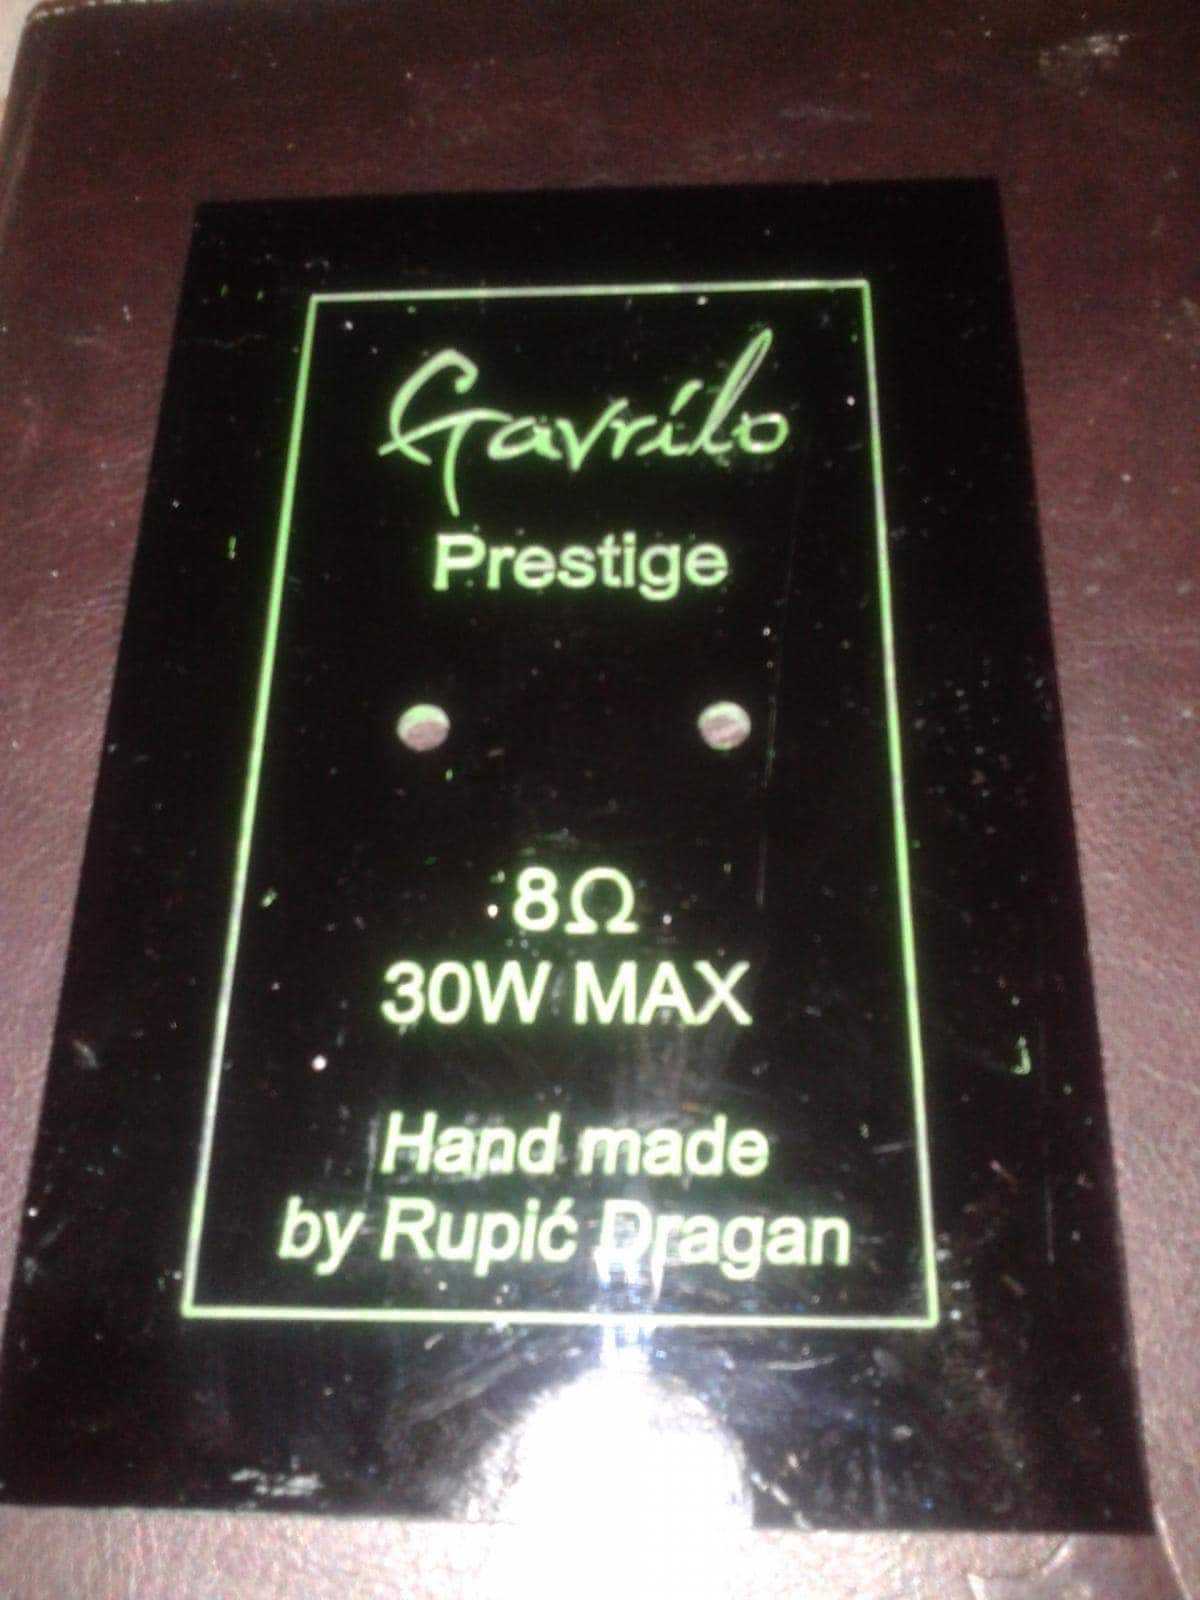 Gavrilo
Prestige
8Ω
30W MAX
Hand made
by Rupić Dragan